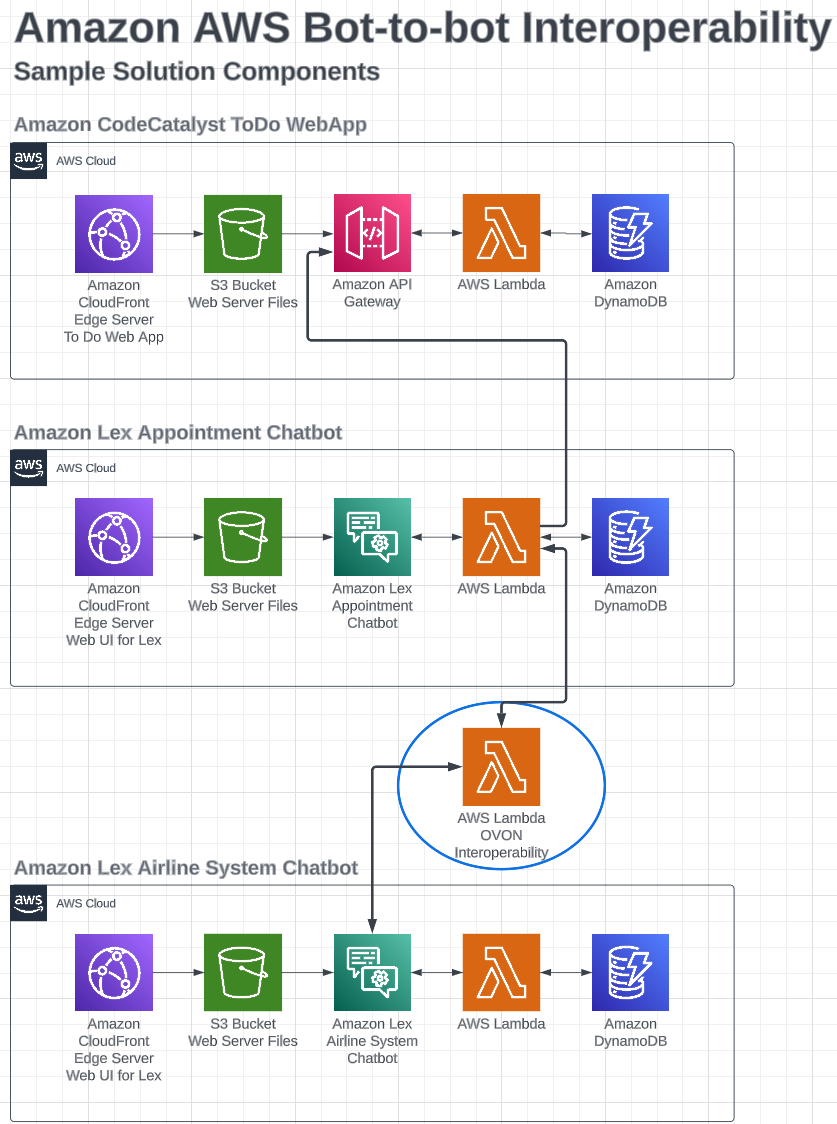 Amazon AWS Bot-to-bot Interoperability
Sample Solution Components
Amazon CodeCatalyst ToDo WebApp
aws
AWS Cloud
Amazon
CloudFront
Edge Server
To Do Web App
S3 Bucket
Web Server Files
</>
Amazon API
Gateway
AWS Lambda
Amazon
DynamoDB
Amazon Lex Appointment Chatbot
aws
AWS Cloud
Amazon
CloudFront
Edge Server
Web UI for Lex
S3 Bucket
Web Server Files
Amazon Lex
Appointment
Chatbot
AWS Lambda
Amazon
DynamoDB
AWS Lambda
OVON
Interoperability
Amazon Lex Airline System Chatbot
aws
AWS Cloud
Amazon
CloudFront
Edge Server
Web UI for Lex
S3 Bucket
Web Server Files
Amazon Lex
Airline System
Chatbot
AWS Lambda
Amazon
DynamoDB